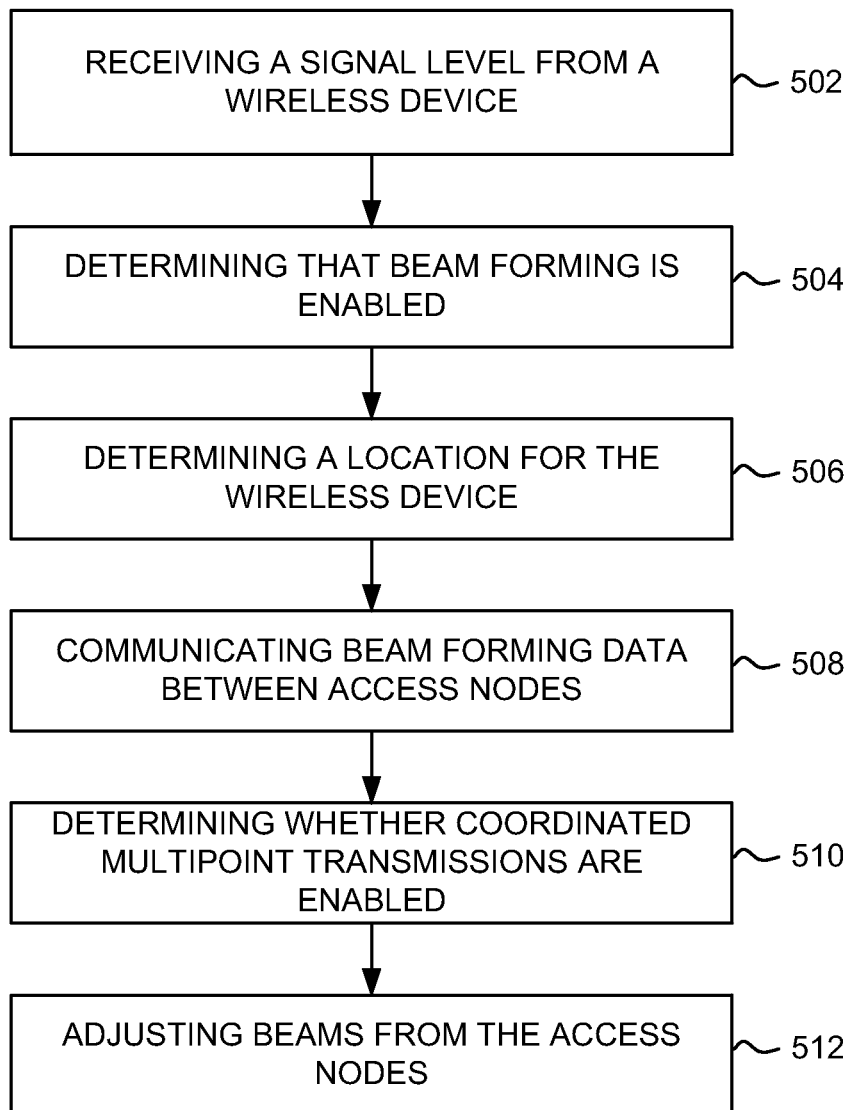 RECEIVING A SIGNAL LEVEL FROM A
WIRELESS DEVICE
502
DETERMINING THAT BEAM FORMING IS
ENABLED
504
DETERMINING A LOCATION FOR THE
WIRELESS DEVICE
506
COMMUNICATING BEAM FORMING DATA
BETWEEN ACCESS NODES
508
DETERMINING WHETHER COORDINATED
MULTIPOINT TRANSMISSIONS ARE
ENABLED
510
ADJUSTING BEAMS FROM THE ACCESS
NODES
512